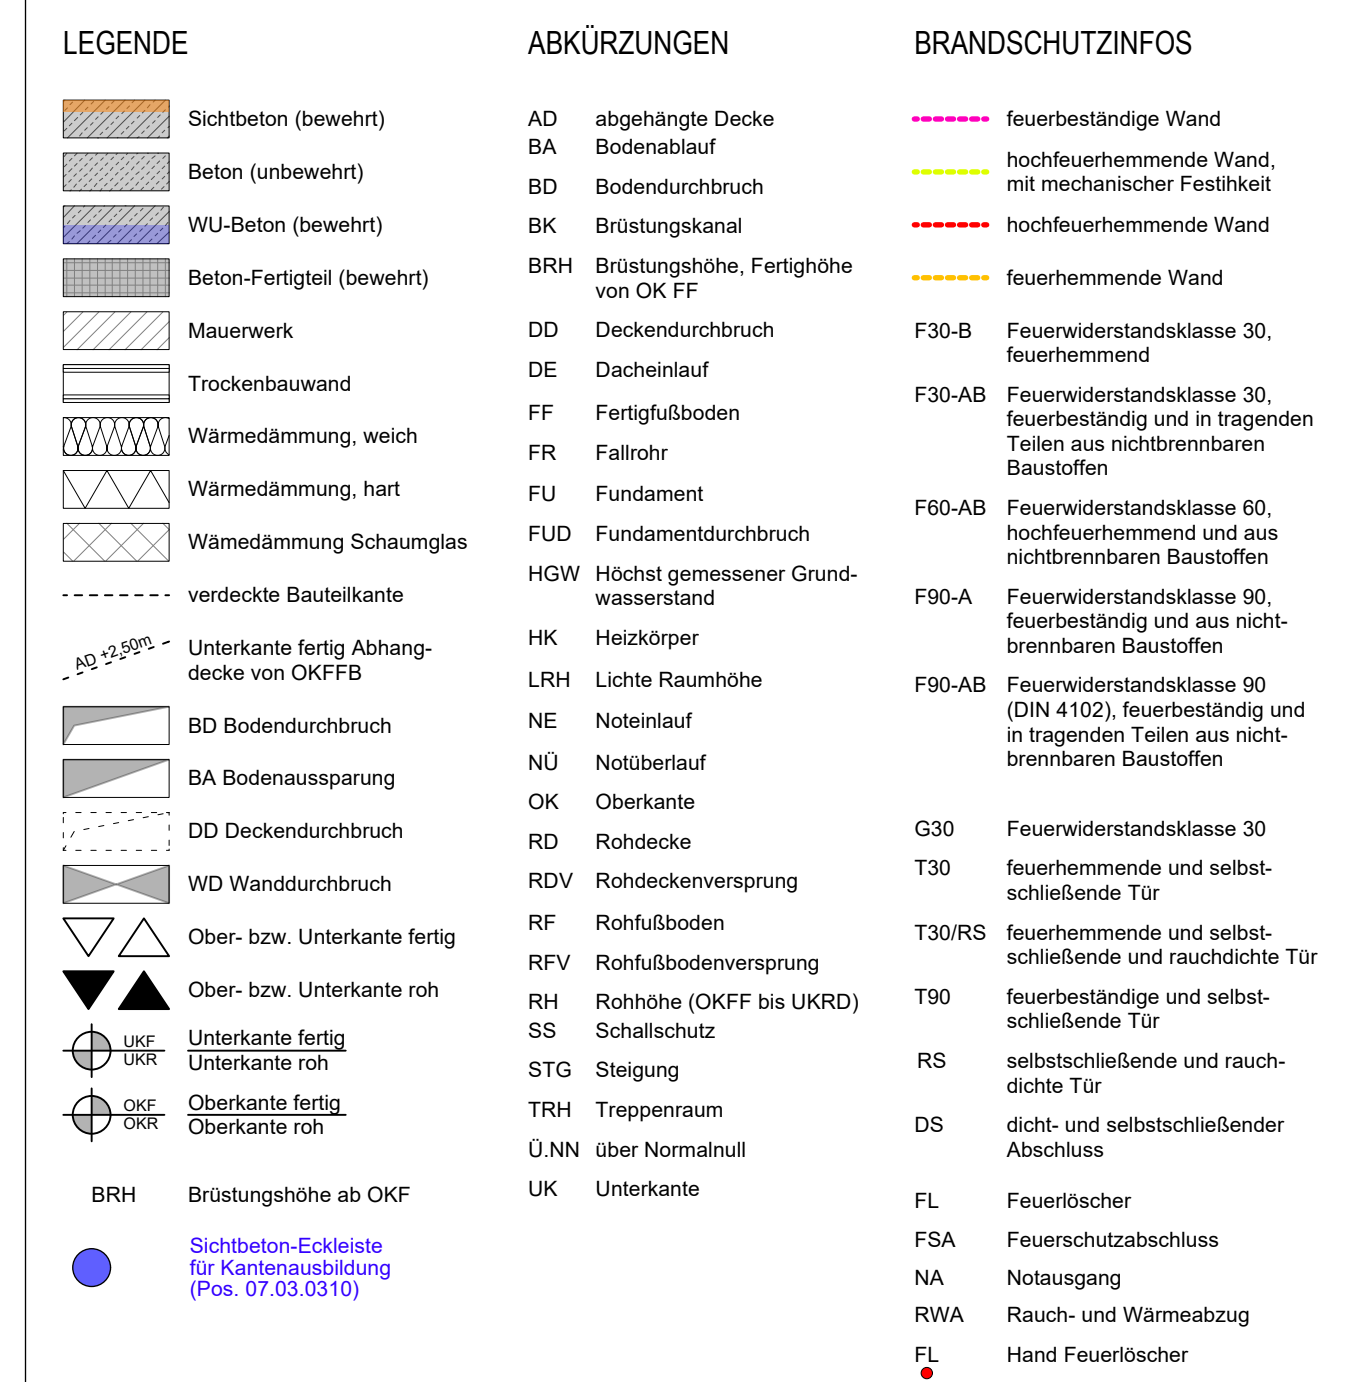 LEGENDE
Sichtbeton (bewehrt)
Beton (unbewehrt)
WU-Beton (bewehrt)
Beton-Fertigteil (bewehrt)
Mauerwerk
Trockenbauwand
Wärmedämmung, weich
Wärmedämmung, hart
Wämedämmung Schaumglas
verdeckte Bauteilkante
AD +2,50m
Unterkante fertig Abhang-
decke von OKFFB
BD Bodendurchbruch
BA Bodenaussparung
DD Deckendurchbruch
WD Wanddurchbruch
Ober- bzw. Unterkante fertig
Ober- bzw. Unterkante roh
UKF Unterkante fertig
UKR Unterkante roh
OKF Oberkante fertig
OKR Oberkante roh
BRH Brüstungshöhe ab OKF
Sichtbeton-Eckleiste
für Kantenausbildung
(Pos. 07.03.0310)
ABKÜRZUNGEN
AD abgehängte Decke
BA Bodenablauf
BD Bodendurchbruch
BK Brüstungskanal
BRH Brüstungshöhe, Fertighöhe
von OK FF
DD Deckendurchbruch
DE Dacheinlauf
FF Fertigfußboden
FR Fallrohr
FU Fundament
FUD Fundamentdurchbruch
HGW Höchst gemessener Grund-
wasserstand
HK Heizkörper
LRH Lichte Raumhöhe
NE Noteinlauf
NÜ Notüberlauf
OK Oberkante
RD Rohdecke
RDV Rohdeckenversprung
RF Rohfußboden
RFV Rohfußbodenversprung
RH Rohhöhe (OKFF bis UKRD)
SS Schallschutz
STG Steigung
TRH Treppenraum
Ü.NN über Normalnull
UK Unterkante
BRANDSCHUTZINFOS
feuerbeständige Wand
hochfeuerhemmende Wand,
mit mechanischer Festihkeit
hochfeuerhemmende Wand
feuerhemmende Wand
F30-B Feuerwiderstandsklasse 30,
feuerhemmend
F30-AB Feuerwiderstandsklasse 30,
feuerbeständig und in tragenden
Teilen aus nichtbrennbaren
Baustoffen
F60-AB Feuerwiderstandsklasse 60,
hochfeuerhemmend und aus
nichtbrennbaren Baustoffen
F90-A Feuerwiderstandsklasse 90,
feuerbeständig und aus nicht-
brennbaren Baustoffen
F90-AB Feuerwiderstandsklasse 90
(DIN 4102), feuerbeständig und
in tragenden Teilen aus nicht-
brennbaren Baustoffen
G30 Feuerwiderstandsklasse 30
T30 feuerhemmende und selbst-
schließende Tür
T30/RS feuerhemmende und selbst-
schließende und rauchdichte Tür
T90 feuerbeständige und selbst-
schließende Tür
RS selbstschließende und rauch-
dichte Tür
DS dicht- und selbstschließender
Abschluss
FL Feuerlöscher
FSA Feuerschutzabschluss
NA Notausgang
RWA Rauch- und Wärmeabzug
FL Hand Feuerlöscher